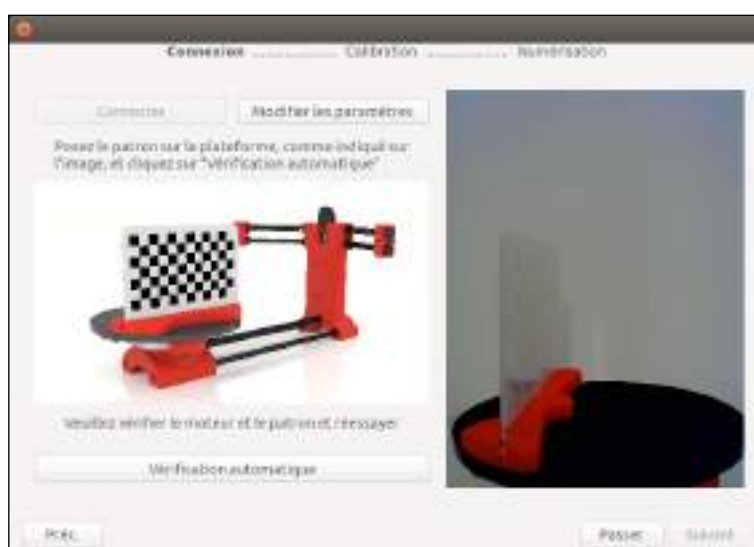 Connexion ................ Calibration ................ Numérisation
Connecter
Modifier les paramètres
Posez le patron sur la plateforme, comme indiqué sur
l'image, et cliquez sur "Vérification automatique"
Veuillez vérifier le moteur et le patron et réessayer
Vérification automatique
Préc.
Passer
Suivant